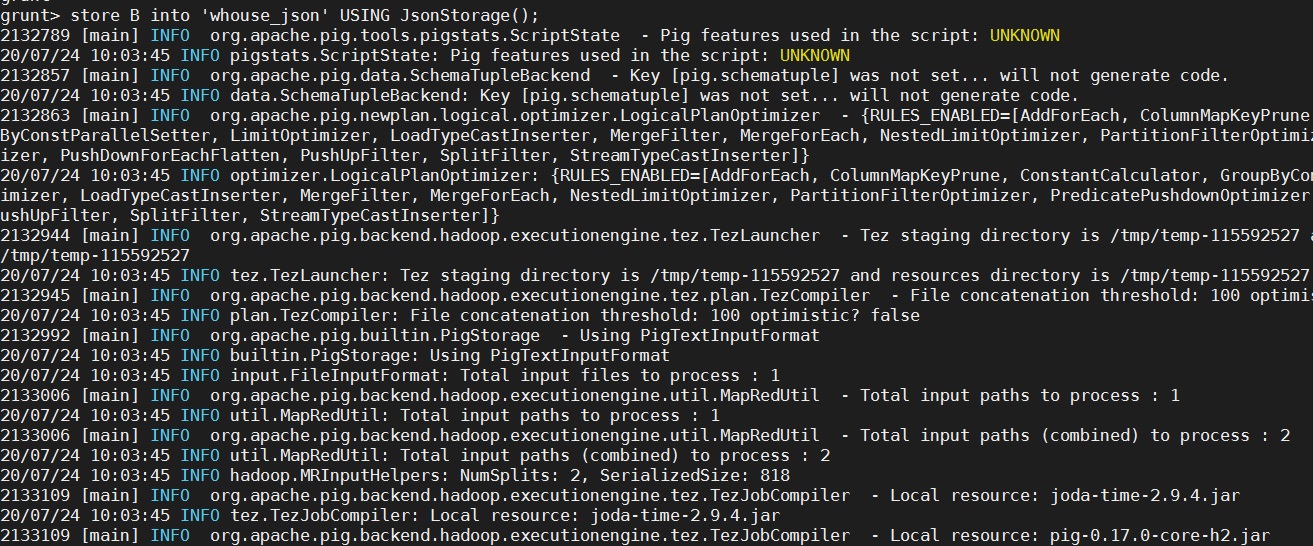 grunt> store B into 'whouse_json' USING JsonStorage();
2132789 [main] INFO  org.apache.pig.tools.pigstats.ScriptState  - Pig features used in the script: UNKNOWN
20/07/24 10:03:45 INFO pigstats.ScriptState: Pig features used in the script: UNKNOWN
2132857 [main] INFO  org.apache.pig.data.SchemaTupleBackend  - Key [pig.schematuple] was not set... will not generate code.
20/07/24 10:03:45 INFO data.SchemaTupleBackend: Key [pig.schematuple] was not set... will not generate code.
2132863 [main] INFO  org.apache.pig.newplan.logical.optimizer.LogicalPlanOptimizer  - {RULES_ENABLED=[AddForEach, ColumnMapKeyPrune
ByConstParallelSetter, LimitOptimizer, LoadTypeCastInserter, MergeFilter, MergeForEach, NestedLimitOptimizer, PartitionFilterOptimi
izer, PushDownForEachFlatten, PushUpFilter, SplitFilter, StreamTypeCastInserter]}
20/07/24 10:03:45 INFO optimizer.LogicalPlanOptimizer: {RULES_ENABLED=[AddForEach, ColumnMapKeyPrune, ConstantCalculator, GroupByCon
imizer, LoadTypeCastInserter, MergeFilter, MergeForEach, NestedLimitOptimizer, PartitionFilterOptimizer, PredicatePushdownOptimizer
ushUpFilter, SplitFilter, StreamTypeCastInserter]}
2132944 [main] INFO  org.apache.pig.backend.hadoop.executionengine.tez.TezLauncher  - Tez staging directory is /tmp/temp-115592527 a
/tmp/temp-115592527
20/07/24 10:03:45 INFO tez.TezLauncher: Tez staging directory is /tmp/temp-115592527 and resources directory is /tmp/temp-115592527
2132945 [main] INFO  org.apache.pig.backend.hadoop.executionengine.tez.plan.TezCompiler  - File concatenation threshold: 100 optimis
20/07/24 10:03:45 INFO plan.TezCompiler: File concatenation threshold: 100 optimistic? false
2132992 [main] INFO  org.apache.pig.builtin.PigStorage  - Using PigTextInputFormat
20/07/24 10:03:45 INFO builtin.PigStorage: Using PigTextInputFormat
20/07/24 10:03:45 INFO input.FileInputFormat: Total input files to process : 1
2133006 [main] INFO  org.apache.pig.backend.hadoop.executionengine.util.MapRedUtil  - Total input paths to process : 1
20/07/24 10:03:45 INFO util.MapRedUtil: Total input paths to process : 1
2133006 [main] INFO  org.apache.pig.backend.hadoop.executionengine.util.MapRedUtil  - Total input paths (combined) to process : 2
20/07/24 10:03:45 INFO util.MapRedUtil: Total input paths (combined) to process : 2
20/07/24 10:03:45 INFO hadoop.MRInputHelpers: NumSplits: 2, SerializedSize: 818
2133109 [main] INFO  org.apache.pig.backend.hadoop.executionengine.tez.TezJobCompiler  - Local resource: joda-time-2.9.4.jar
20/07/24 10:03:45 INFO tez.TezJobCompiler: Local resource: joda-time-2.9.4.jar
2133109 [main] INFO  org.apache.pig.backend.hadoop.executionengine.tez.TezJobCompiler  - Local resource: pig-0.17.0-core-h2.jar